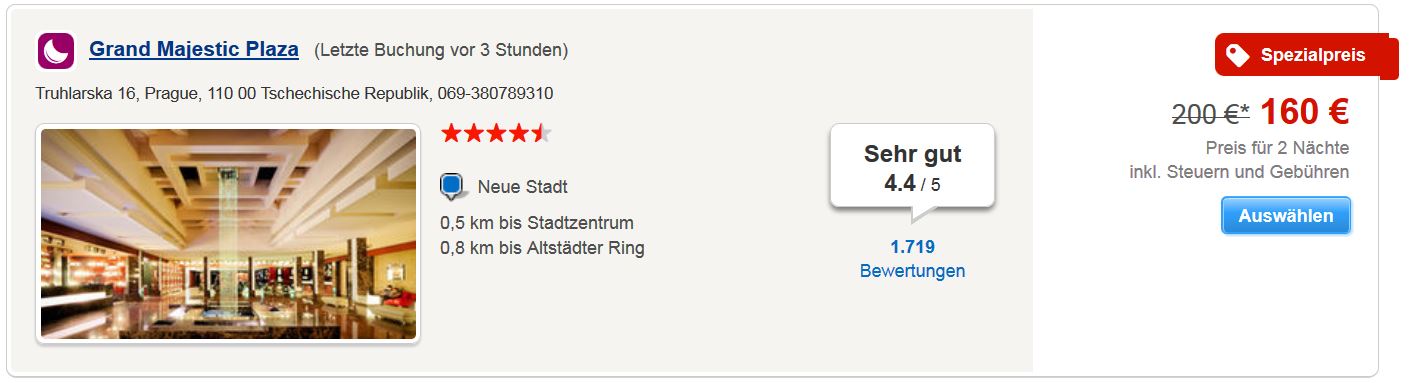 Grand Majestic Plaza (Letzte Buchung vor 3 Stunden)
Truhlarska 16, Prague, 110 00 Tschechische Republik, 069-380789310
Neue Stadt
0,5 km bis Stadtzentrum
0,8 km bis Altstädter Ring
Sehr gut
4.4 / 5
1.719
Bewertungen
Spezialpreis
200 €* 160 €
Preis für 2 Nächte
inkl. Steuern und Gebühren
Auswählen